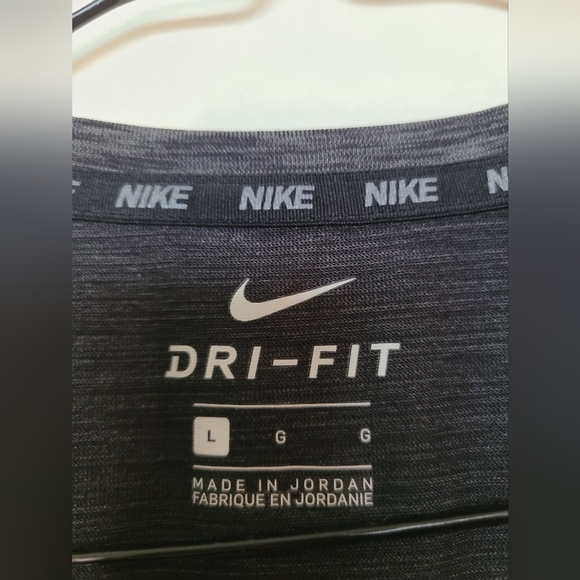 NIKE NIKE NIKE N
DRI-FIT
L G G
MADE IN JORDAN
FABRIQUE EN JORDANIE